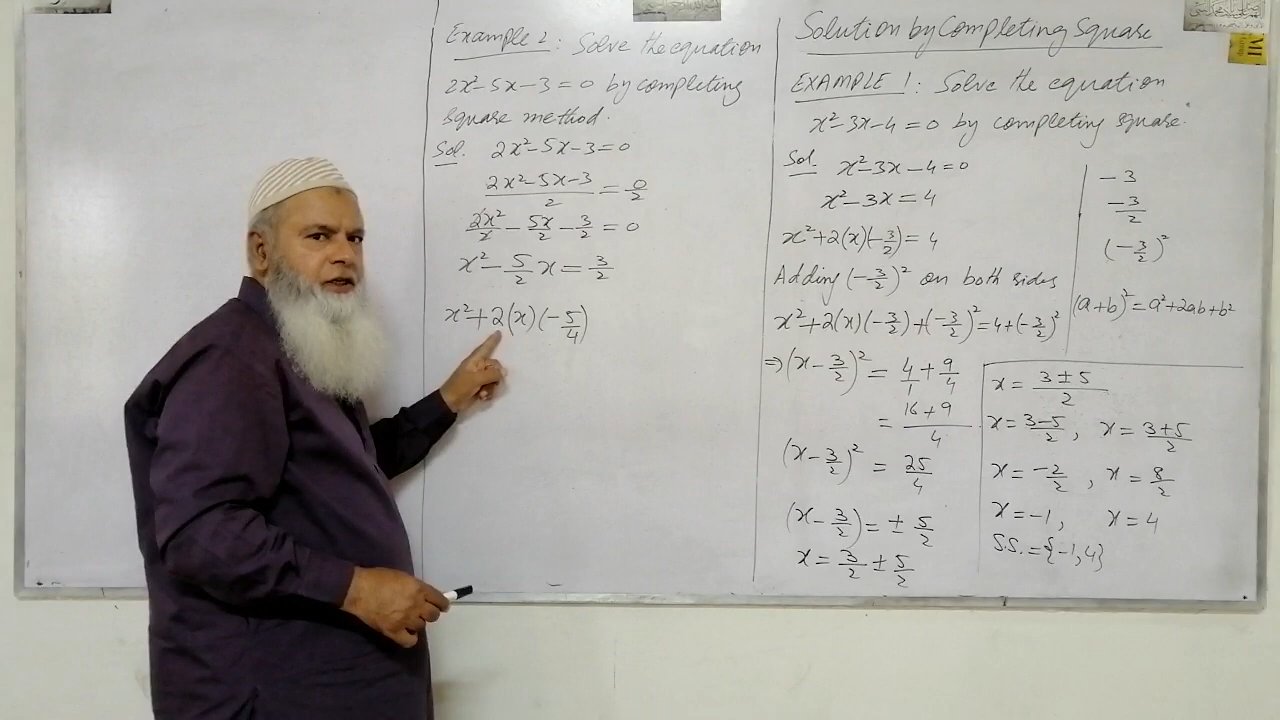 Solution by Completing Square
EXAMPLE 1: Solve the equation
x² - 3x - 4 = 0 by completing square.
Sol. x² - 3x - 4 = 0
x² - 3x = 4
x² + 2(x)(-3/2) = 4
Adding (-3/2)² on both sides
x² + 2(x)(-3/2) + (-3/2)² = 4 + (-3/2)²
⇒ (x - 3/2)² = 4/1 + 9/4
= 16+9/4
(x - 3/2)² = 25/4
(x - 3/2) = ± 5/2
x = 3/2 ± 5/2
-3
-3/2
(-3/2)²
(a+b)² = a² + 2ab + b²
x = 3±5/2
x = 3-5/2, x = 3+5/2
x = -2/2, x = 8/2
x = -1, x = 4
S.S. = {-1, 4}
Example 2: Solve the equation
2x² - 5x - 3 = 0 by completing
square method.
Sol. 2x² - 5x - 3 = 0
2x² - 5x - 3/2 = 0/2
2x²/2 - 5x/2 - 3/2 = 0
x² - 5/2 x = 3/2
x² + 2(x)(-5/4)
MI